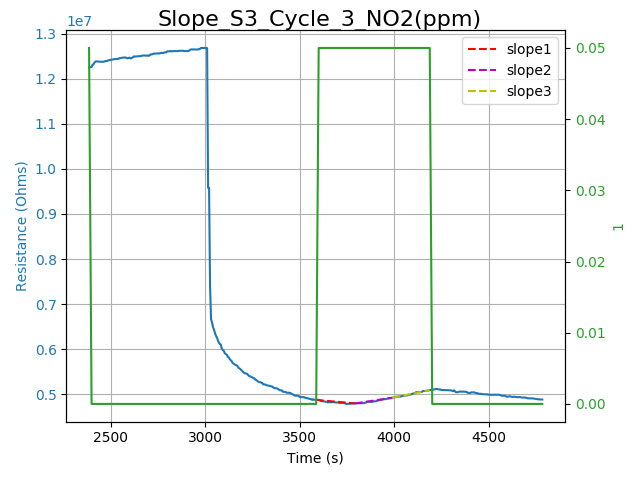 Slope_S3_Cycle_3_NO2(ppm)
1e7
1.3
1.2
1.1
1.0
0.9
0.8
0.7
0.6
0.5
Resistance (Ohms)
2500 3000 3500 4000 4500
Time (s)
0.05
0.04
0.03
0.02
0.01
0.00
1
slope1
slope2
slope3